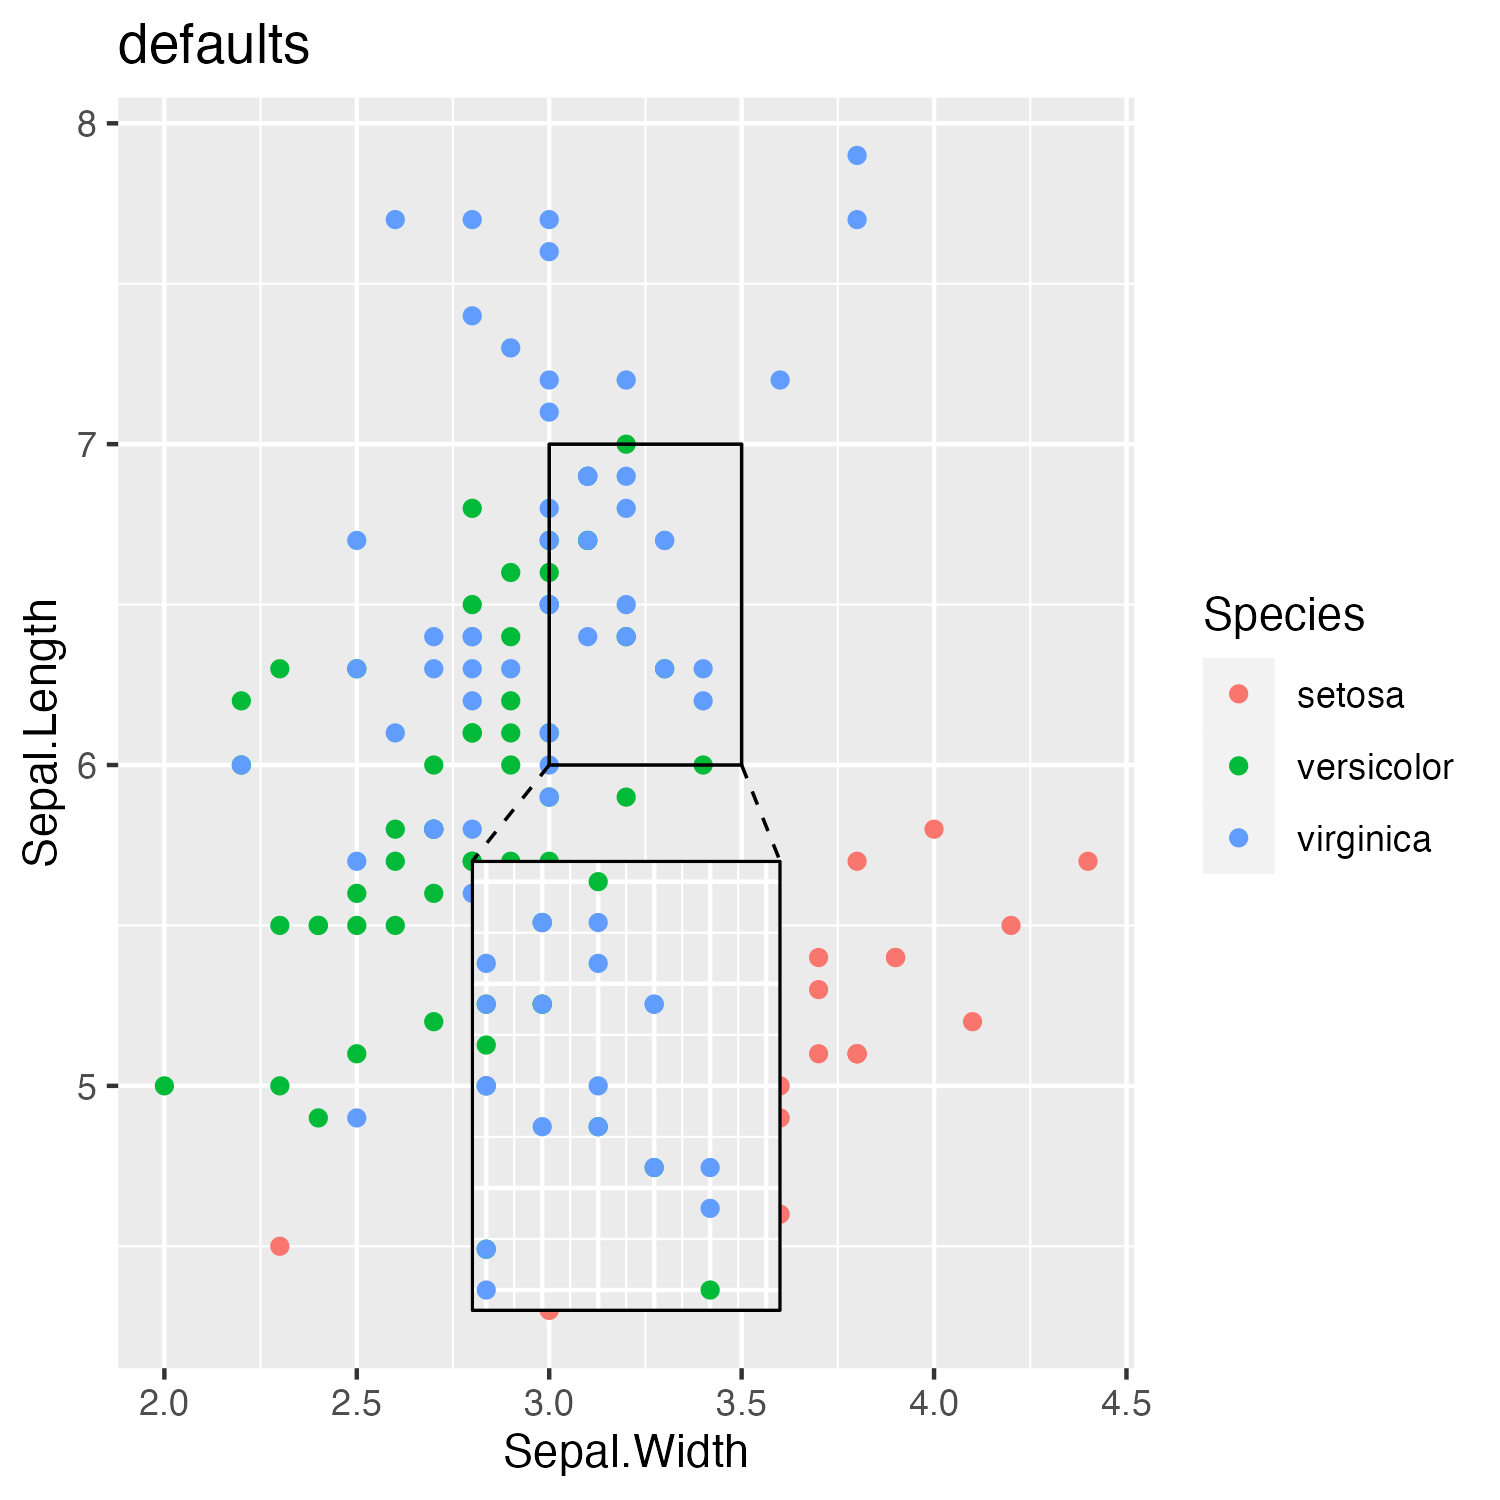 defaults
8
7
6
5
Sepal.Length
2.0 2.5 3.0 3.5 4.0 4.5
Sepal.Width
Species
setosa
versicolor
virginica